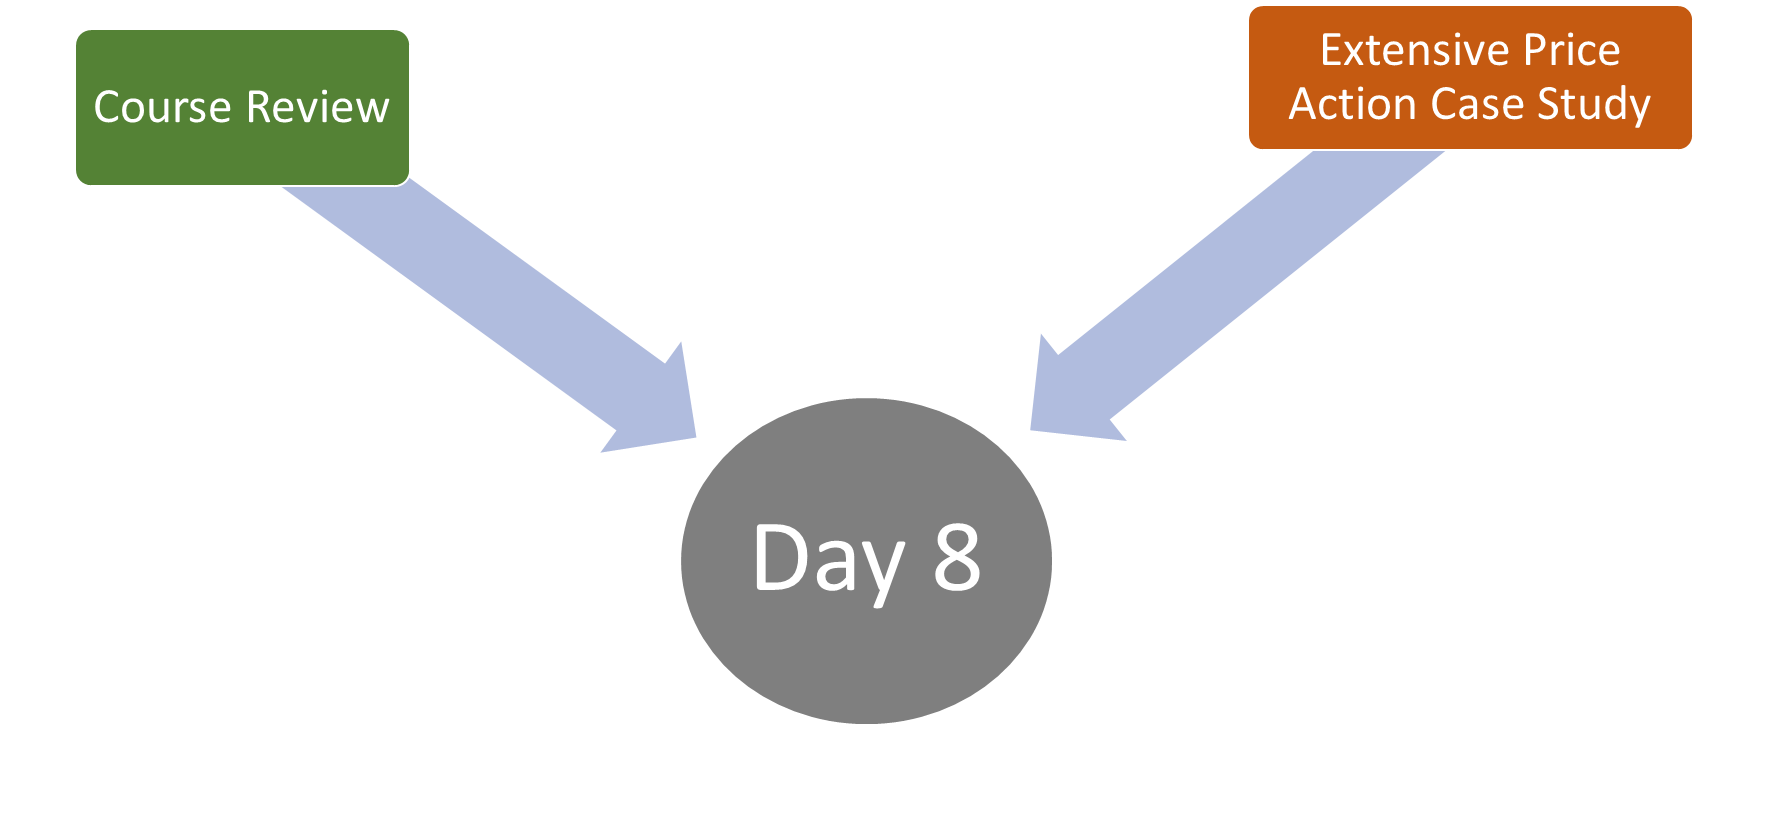 Course Review
Extensive Price
Action Case Study
Day 8